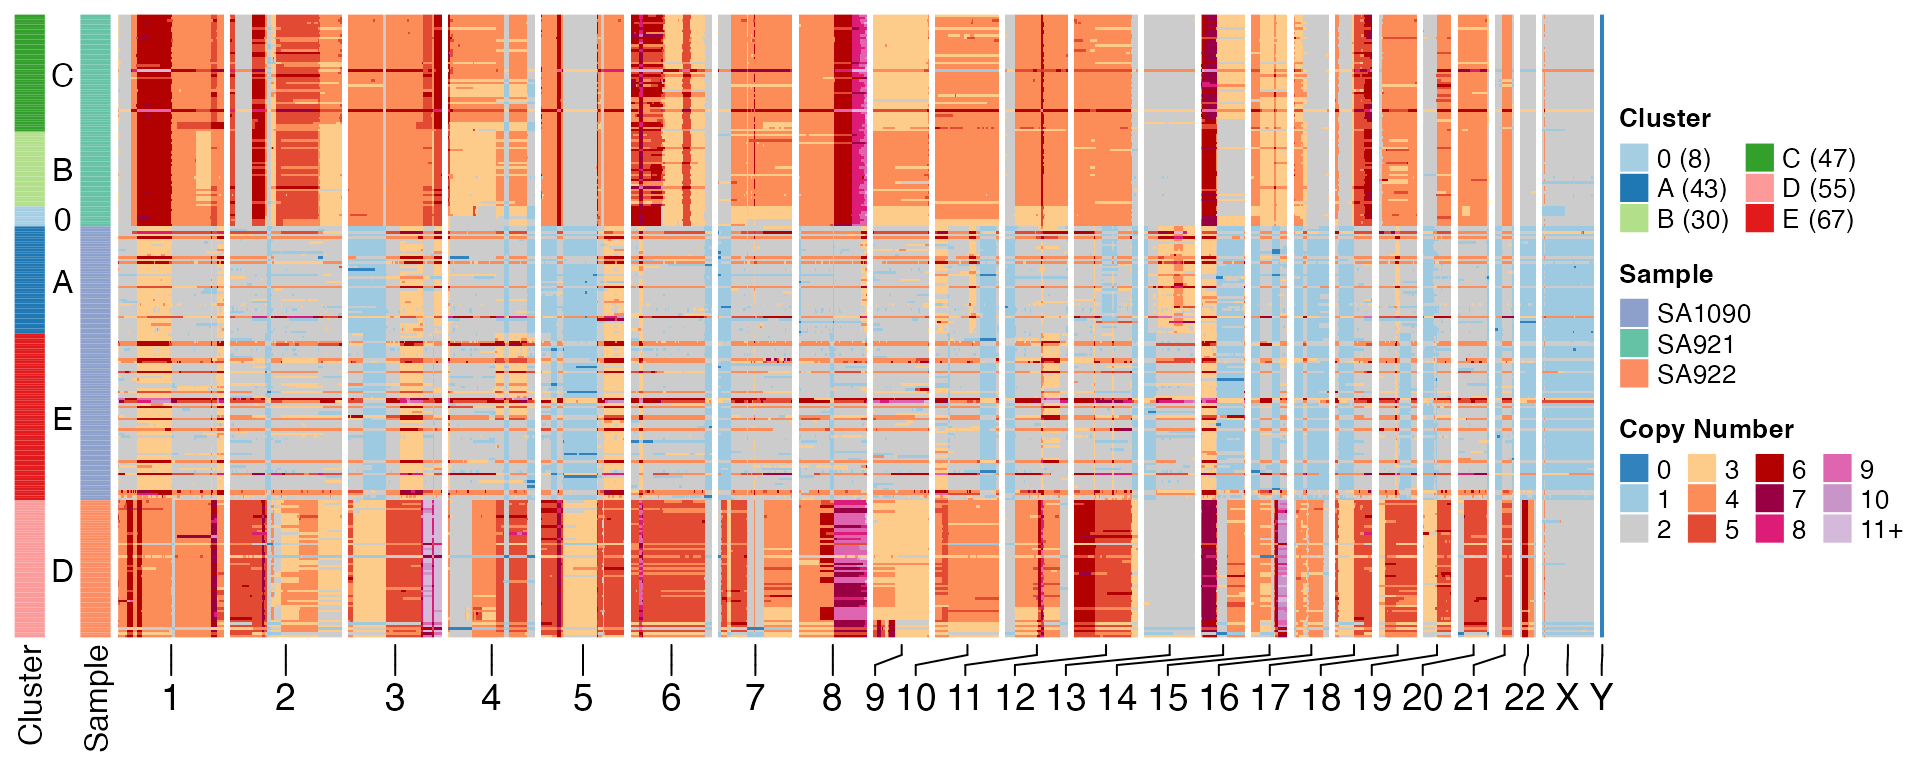 C
B
0
A
E
D
Cluster
Sample
1 2 3 4 5 6 7 8 9 10 11 12 13 14 15 16 17 18 19 20 21 22 X Y
Cluster
0 (8) C (47)
A (43) D (55)
B (30) E (67)
Sample
SA1090
SA921
SA922
Copy Number
0 3 6 9
1 4 7 10
2 5 8 11+